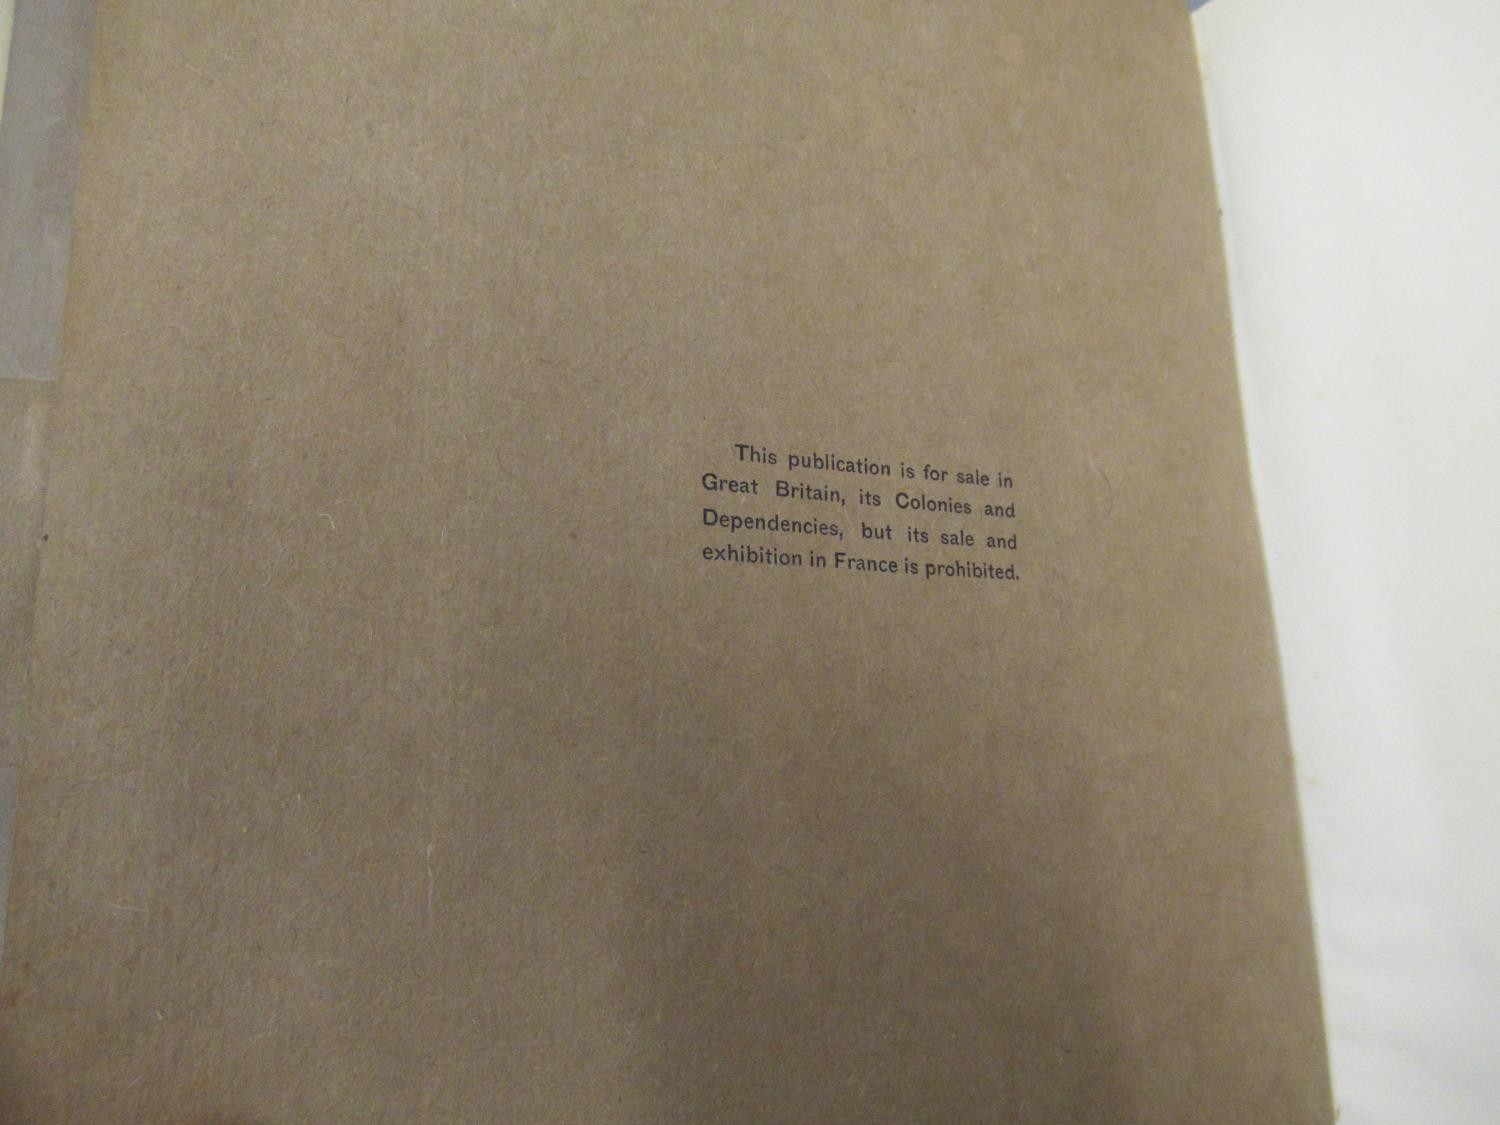 This publication is for sale in
Great Britain, its Colonies and
Dependencies, but its sale and
exhibition in France is prohibited.